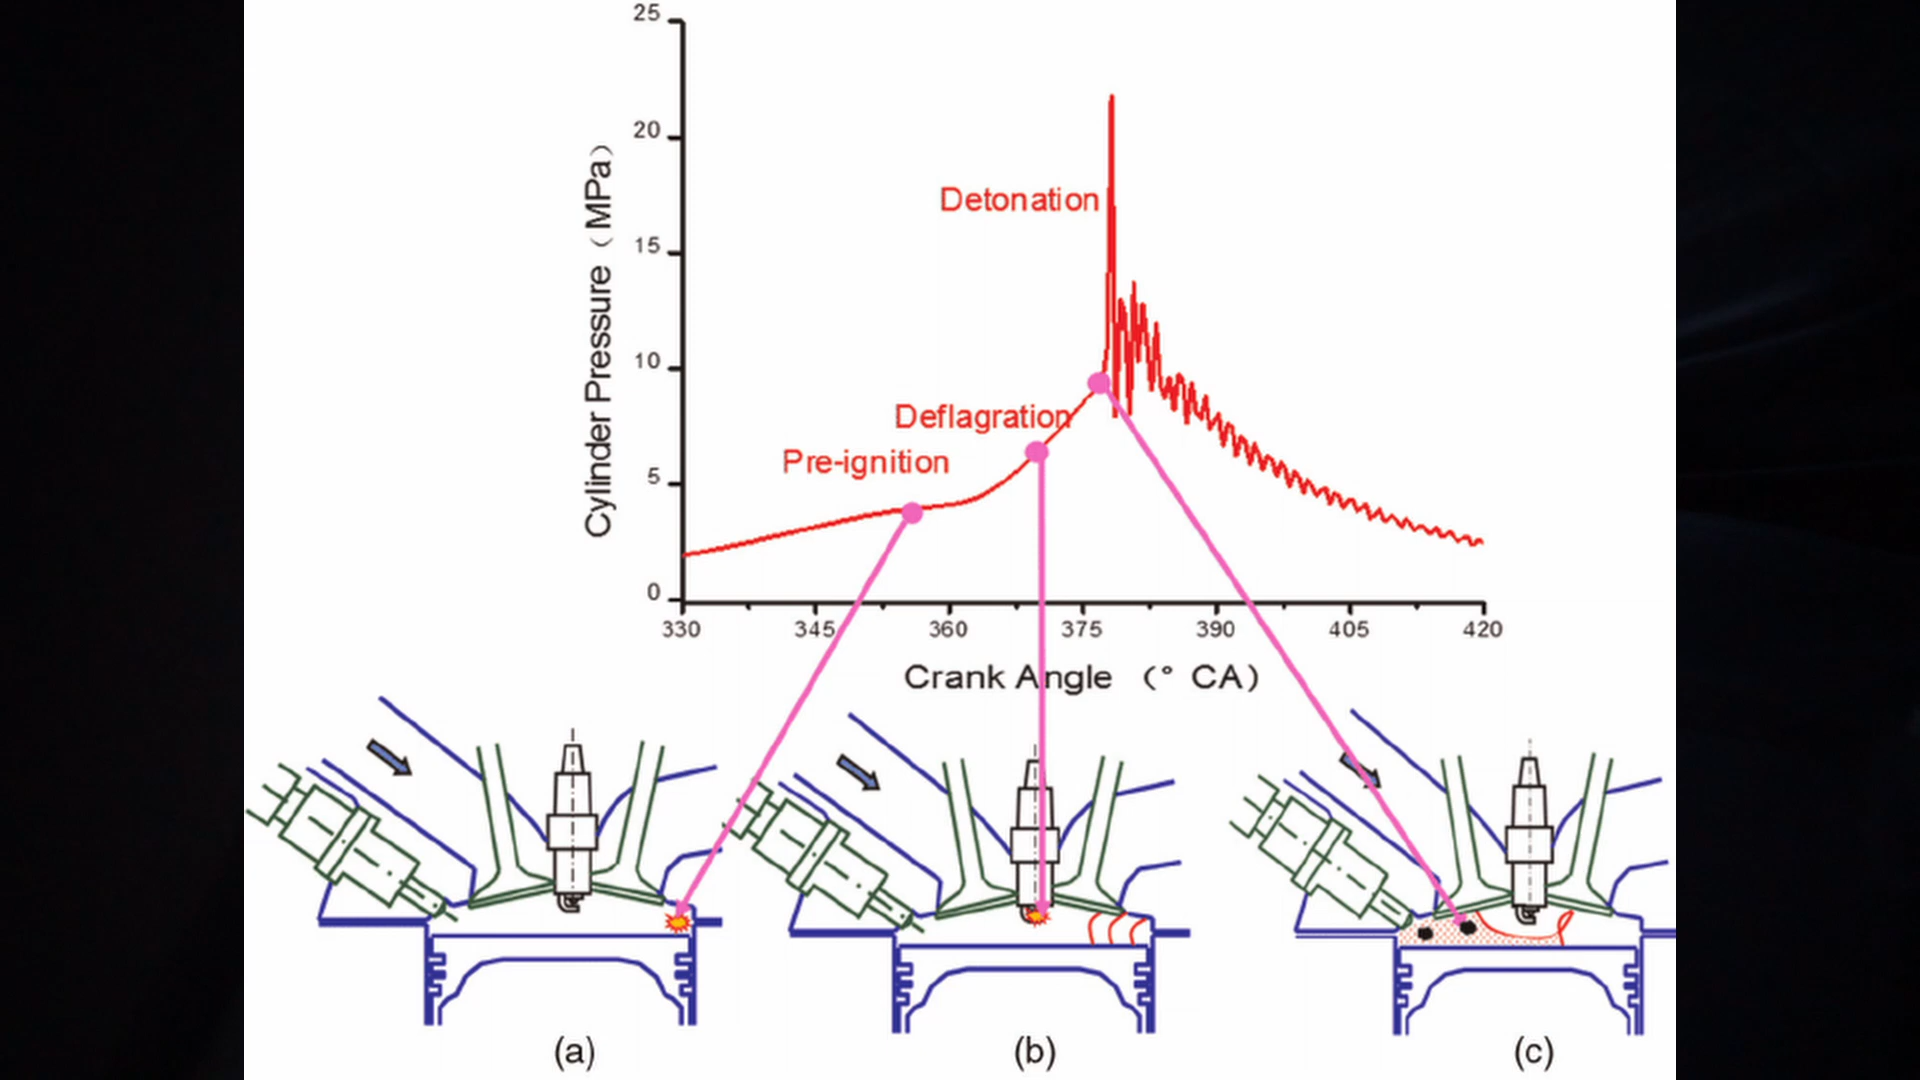 25
20
15
10
5
0
Cylinder Pressure (MPa)
Detonation
Deflagration
Pre-ignition
330 345 360 375 390 405 420
Crank Angle (° CA)
(a) (b) (c)